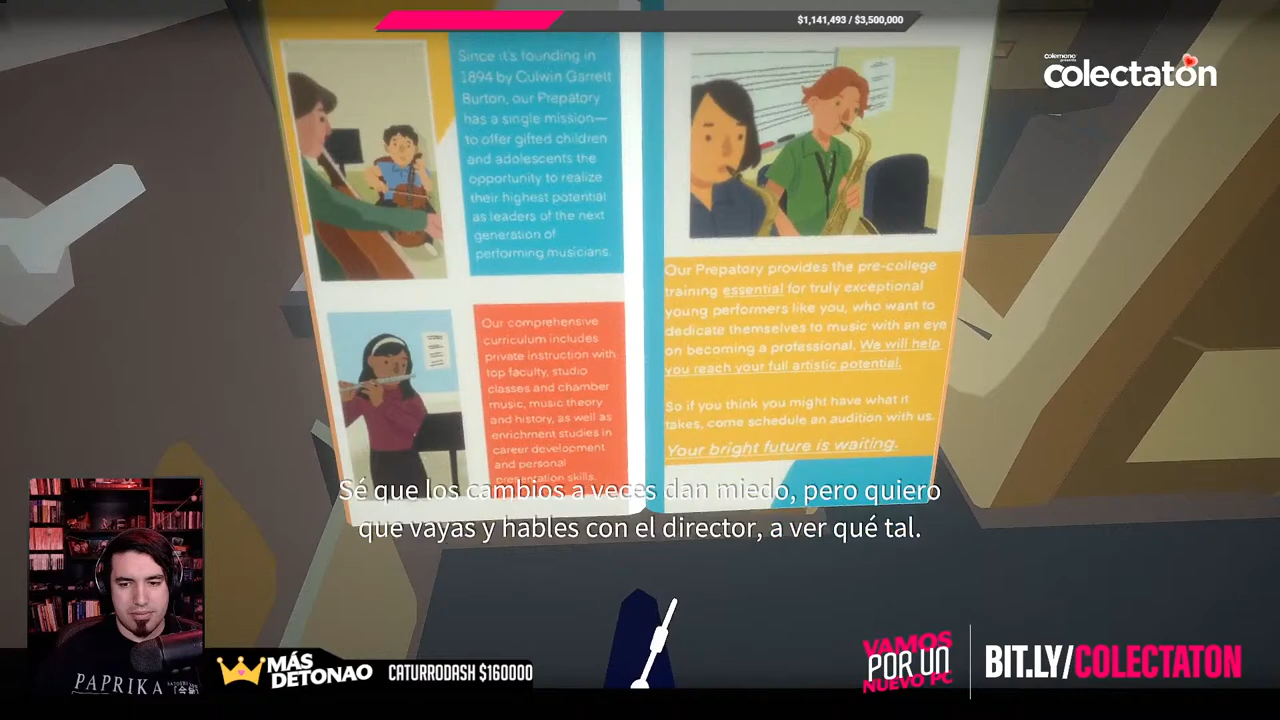 $1,141,493 / $3,500,000
colemono
presenta
colectatón
Since it's founding in
1894 by Culwin Garrett
Burton, our Prepatory
has a single mission—
to offer gifted children
and adolescents the
opportunity to realize
their highest potential
as leaders of the next
generation of
performing musicians.
Our comprehensive
curriculum includes
private instruction with
top faculty, studio
classes and chamber
music, music theory
and history, as well as
enrichment studies in
career development
and personal
presentation skills.
Our Prepatory provides the pre-college
training essential for truly exceptional
young performers like you, who want to
dedicate themselves to music with an eye
on becoming a professional. We will help
you reach your full artistic potential.
So if you think you might have what it
takes, come schedule an audition with us.
Your bright future is waiting.
Sé que los cambios a veces dan miedo, pero quiero
que vayas y hables con el director, a ver qué tal.
PAPRIKA
MÁS
DETONAO
CATURRODASH $160000
VAMOS
POR UN
NUEVO PC
BIT.LY/COLECTATON